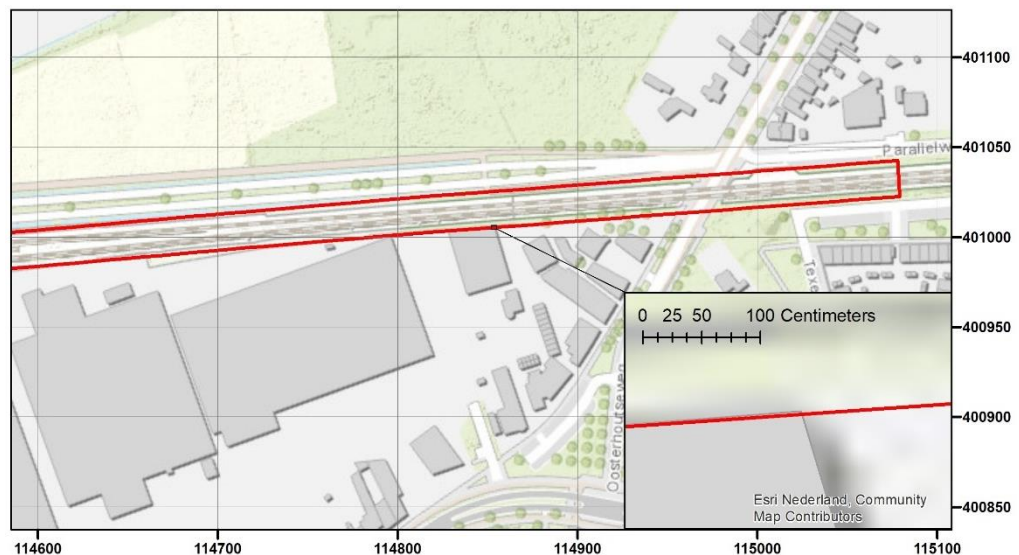 401100
401050
Parallelw
401000
Texe
400950
0 25 50 100 Centimeters
Oosterhoutseweg
400900
Esri Nederland, Community
Map Contributors
400850
114600 114700 114800 114900 115000 115100